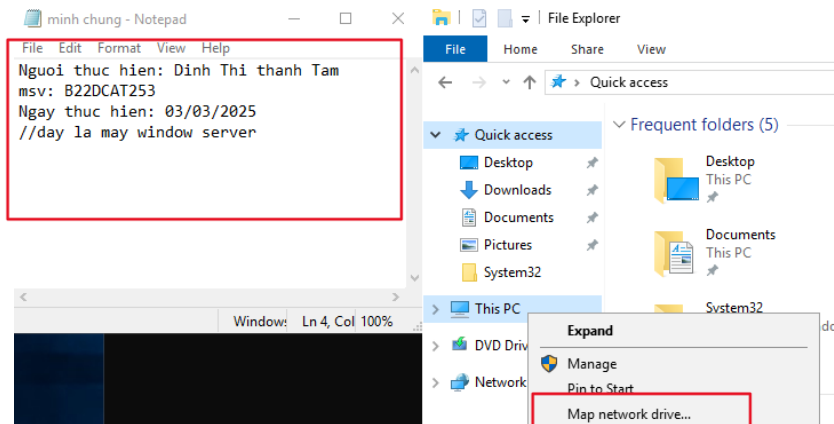 minh chung - Notepad
File Edit Format View Help
Nguoi thuc hien: Dinh Thi thanh Tam
msv: B22DCAT253
Ngay thuc hien: 03/03/2025
//day la may window server
Windows
Ln 4, Col
100%
File Explorer
File Home Share View
Quick access
Quick access
Desktop
Downloads
Documents
Pictures
System32
This PC
DVD Driv
Network
Frequent folders (5)
Desktop
This PC
Documents
This PC
System32
Expand
Manage
Pin to Start
Map network drive...